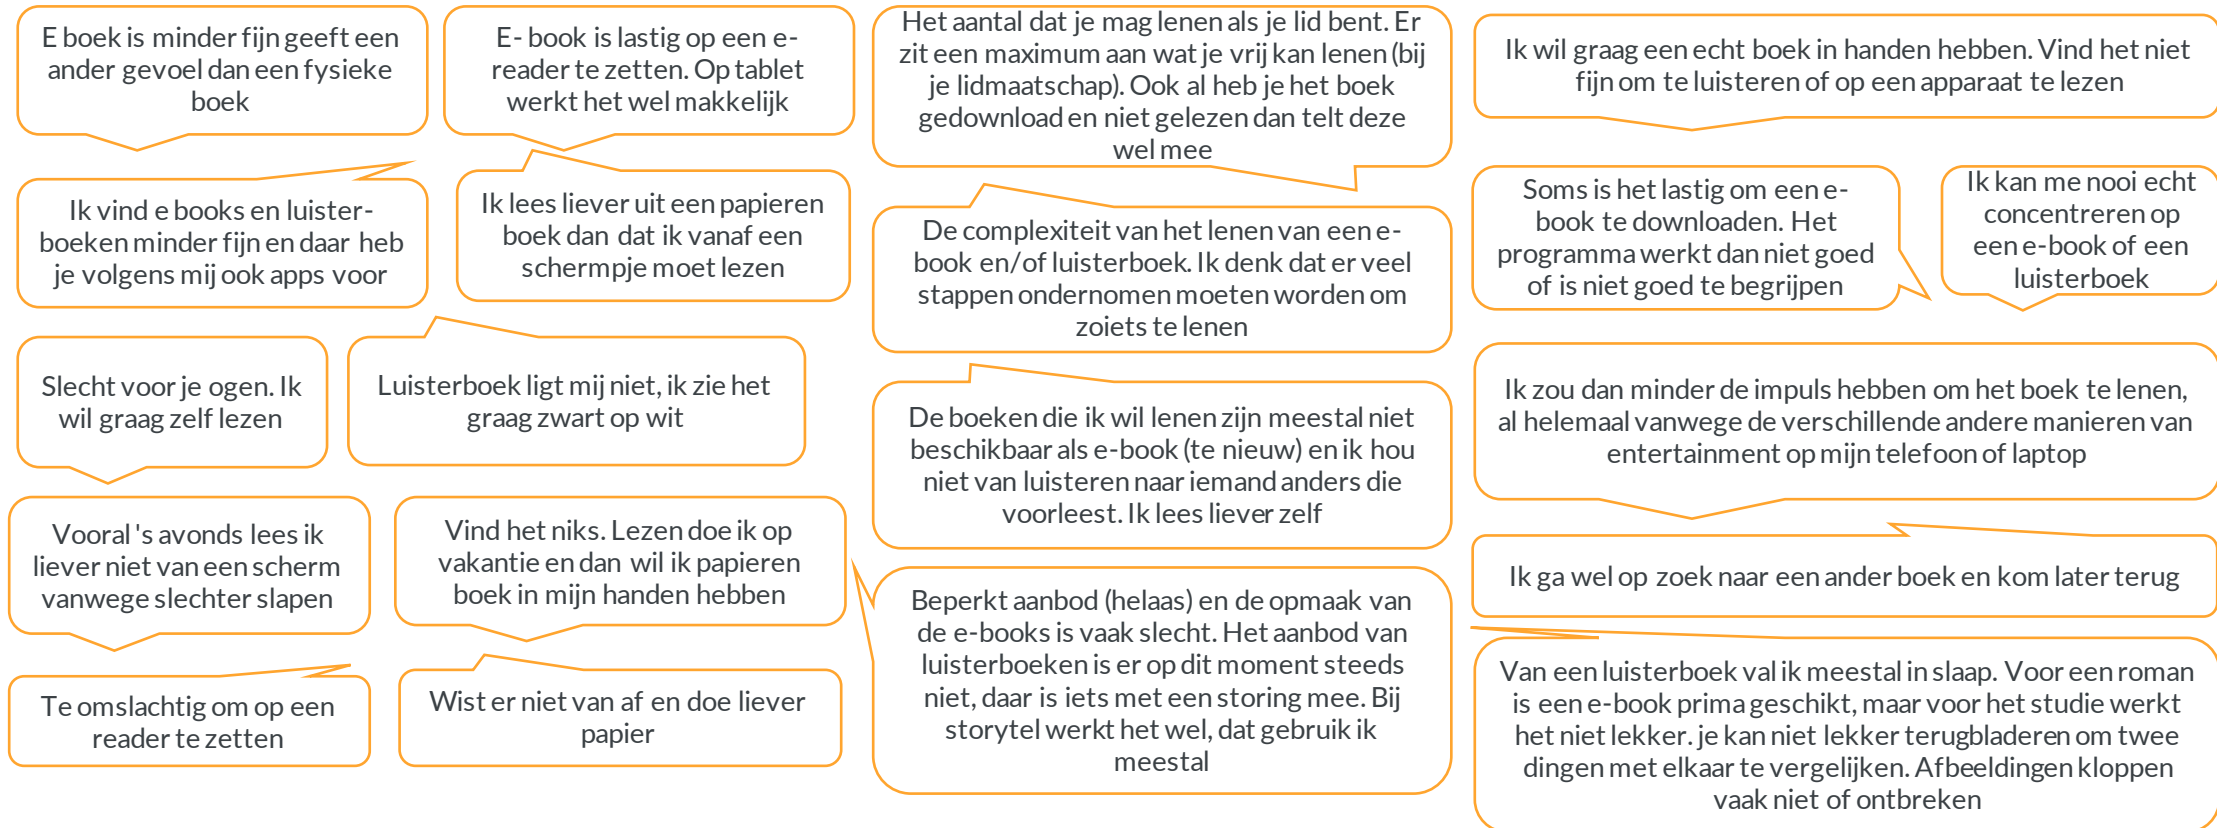 E boek is minder fijn geeft een
ander gevoel dan een fysieke
boek
E- book is lastig op een e-
reader te zetten. Op tablet
werkt het wel makkelijk
Ik vind e books en luister-
boeken minder fijn en daar heb
je volgens mij ook apps voor
Ik lees liever uit een papieren
boek dan dat ik vanaf een
schermpje moet lezen
Slecht voor je ogen. Ik
wil graag zelf lezen
Luisterboek ligt mij niet, ik zie het
graag zwart op wit
Vooral 's avonds lees ik
liever niet van een scherm
vanwege slechter slapen
Vind het niks. Lezen doe ik op
vakantie en dan wil ik papieren
boek in mijn handen hebben
Te omslachtig om op een
reader te zetten
Wist er niet van af en doe liever
papier
Het aantal dat je mag lenen als je lid bent. Er
zit een maximum aan wat je vrij kan lenen (bij
je lidmaatschap). Ook al heb je het boek
gedownload en niet gelezen dan telt deze
wel mee
De complexiteit van het lenen van een e-
book en/of luisterboek. Ik denk dat er veel
stappen ondernomen moeten worden om
zoiets te lenen
De boeken die ik wil lenen zijn meestal niet
beschikbaar als e-book (te nieuw) en ik hou
niet van luisteren naar iemand anders die
voorleest. Ik lees liever zelf
Beperkt aanbod (helaas) en de opmaak van
de e-books is vaak slecht. Het aanbod van
luisterboeken is er op dit moment steeds
niet, daar is iets met een storing mee. Bij
storytel werkt het wel, dat gebruik ik
meestal
Ik wil graag een echt boek in handen hebben. Vind het niet
fijn om te luisteren of op een apparaat te lezen
Soms is het lastig om een e-
book te downloaden. Het
programma werkt dan niet goed
of is niet goed te begrijpen
Ik kan me nooi echt
concentreren op
een e-book of een
luisterboek
Ik zou dan minder de impuls hebben om het boek te lenen,
al helemaal vanwege de verschillende andere manieren van
entertainment op mijn telefoon of laptop
Ik ga wel op zoek naar een ander boek en kom later terug
Van een luisterboek val ik meestal in slaap. Voor een roman
is een e-book prima geschikt, maar voor het studie werkt
het niet lekker. je kan niet lekker terugbladeren om twee
dingen met elkaar te vergelijken. Afbeeldingen kloppen
vaak niet of ontbreken